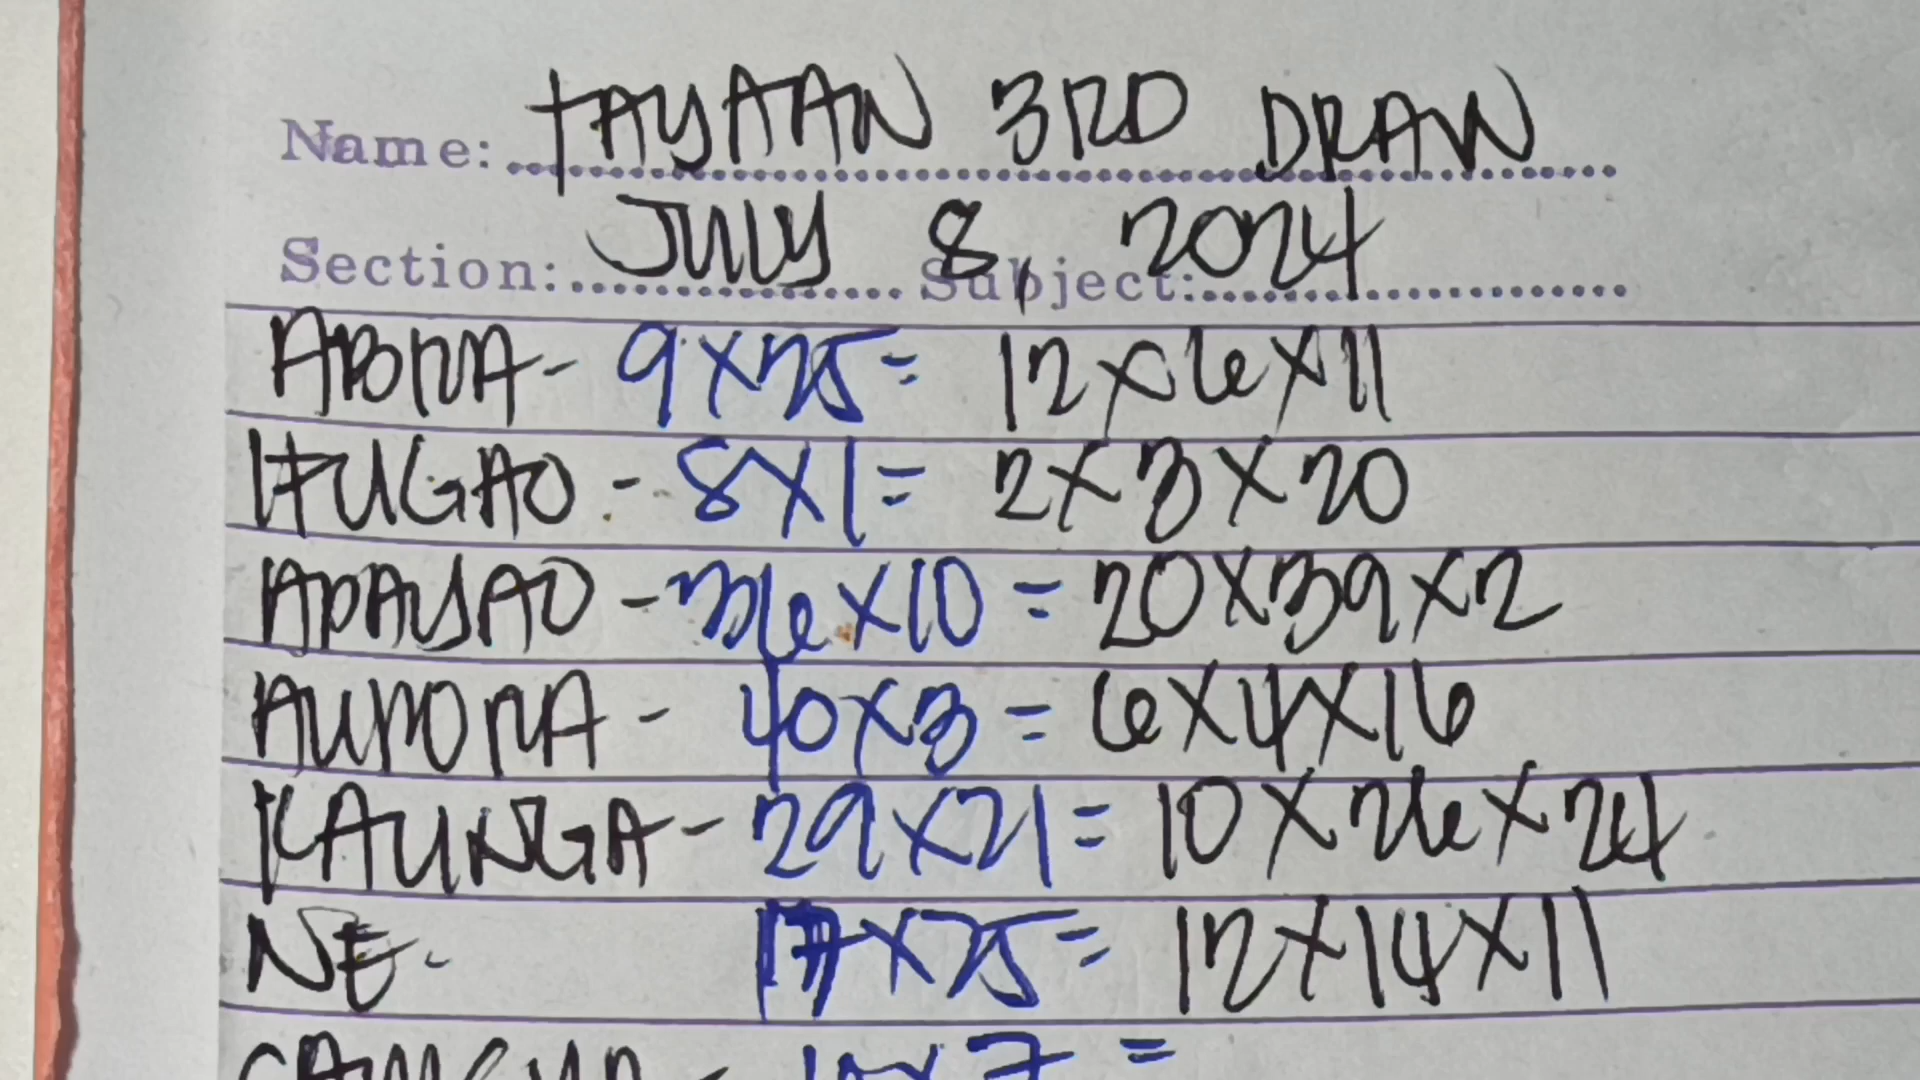 Name: TAYAAN 3RD DRAW
Section: JULY 8, 2024 Subject:
ABRA- 9x25= 12x6x11
IFUGAO - 8x1= 2x3x20
APAYAO -36x10 = 20x39x2
AURORA - 40x3 = 6x4x16
KALINGA- 29x21= 10x26x24
NE- 17x25= 12x14x11
x7 =